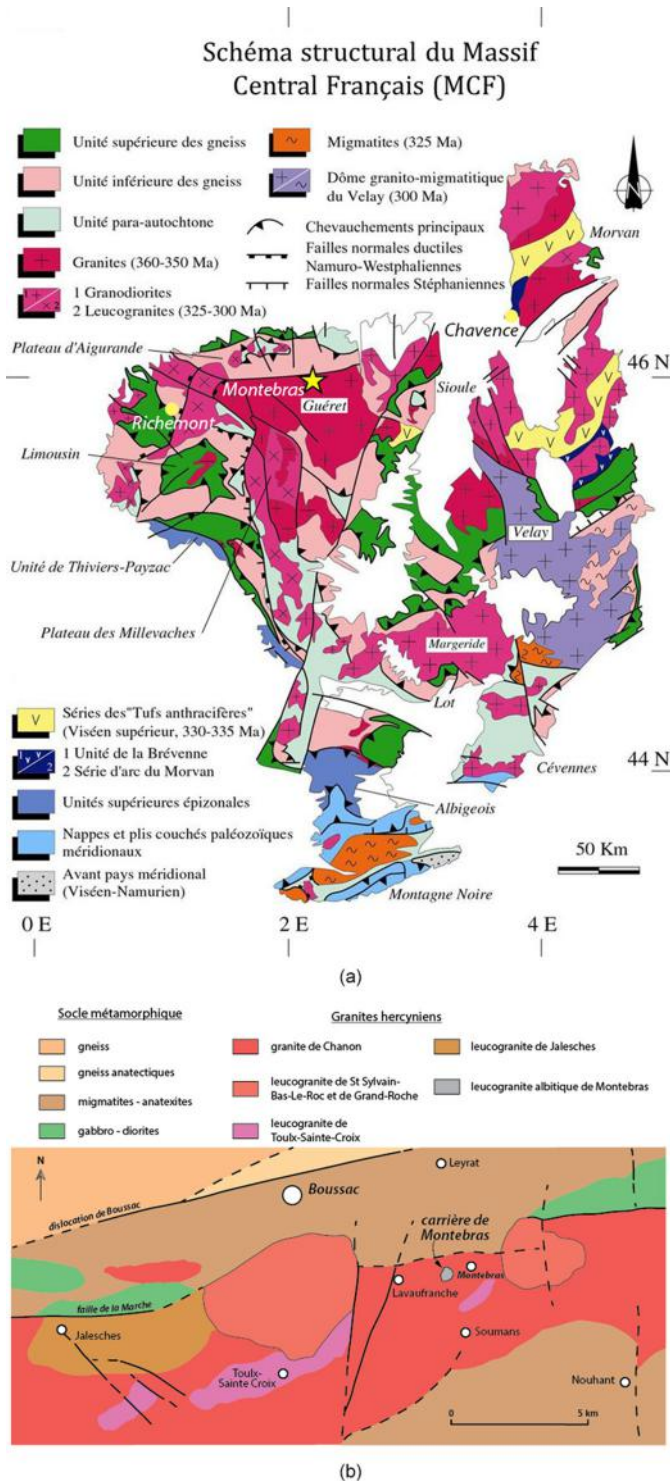 Schéma structural du Massif
Central Français (MCF)
Unité supérieure des gneiss
Unité inférieure des gneiss
Unité para-autochtone
Granites (360-350 Ma)
1 Granodiorites
2 Leucogranites (325-300 Ma)
Migmatites (325 Ma)
Dôme granito-migmatitique
du Velay (300 Ma)
Chevauchements principaux
Failles normales ductiles
Namuro-Westphaliennes
Failles normales Stéphaniennes
N
Morvan
Chavence
Plateau d'Aigurande
46 N
Montebras
Guéret
Sioule
Richemont
Limousin
Velay
Unité de Thiviers-Payzac
Plateau des Millevaches
Margeride
Lot
Séries des"Tufs anthracifères"
(Viséen supérieur, 330-335 Ma)
1 Unité de la Brévenne
2 Série d'arc du Morvan
Unités supérieures épizonales
Nappes et plis couchés paléozoïques
méridionaux
Avant pays méridional
(Viséen-Namurien)
Cévennes
44 N
Albigeois
50 Km
Montagne Noire
0 E
2 E
4 E
(a)
Socle métamorphique
gneiss
gneiss anatectiques
migmatites - anatexites
gabbro - diorites
Granites hercyniens
granite de Chanon
leucogranite de St Sylvain-
Bas-Le-Roc et de Grand-Roche
leucogranite de
Toulx-Sainte-Croix
leucogranite de Jalesches
leucogranite albitique de Montebras
N
Leyrat
Boussac
dislocation de Boussac
carrière de
Montebras
Montebras
Lavaufranche
faille de la Marche
Jalesches
Soumans
Toulx-
Sainte Croix
Nouhant
0
5 km
(b)